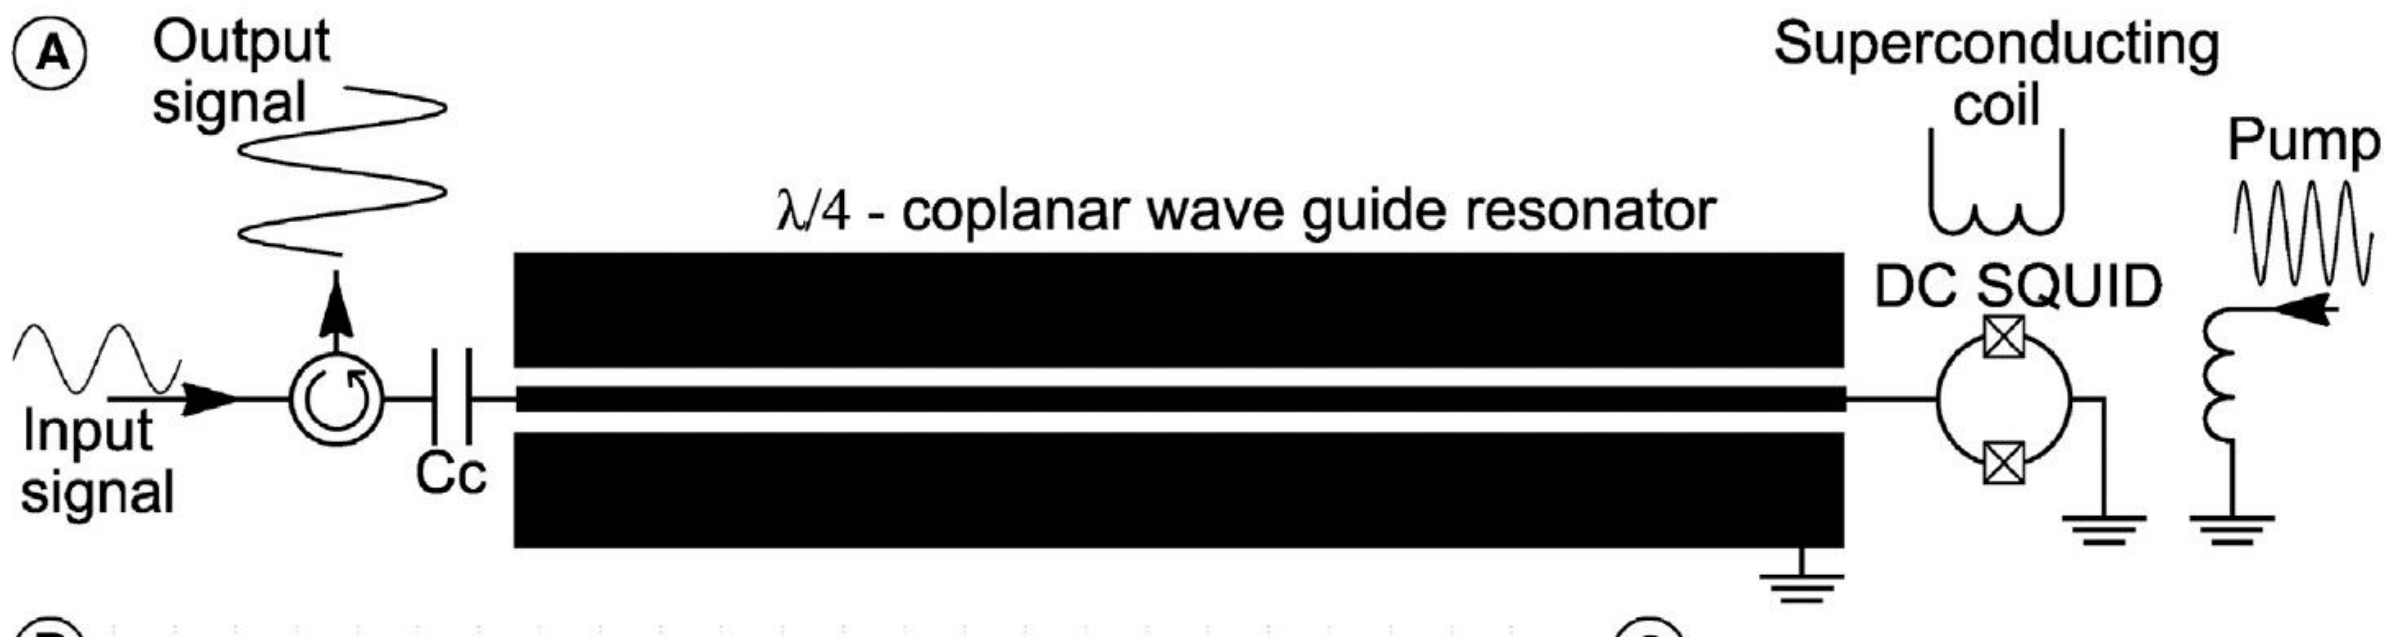 A
Output
signal
Superconducting
coil
Pump
λ/4 - coplanar wave guide resonator
DC SQUID
Input
signal
Cc